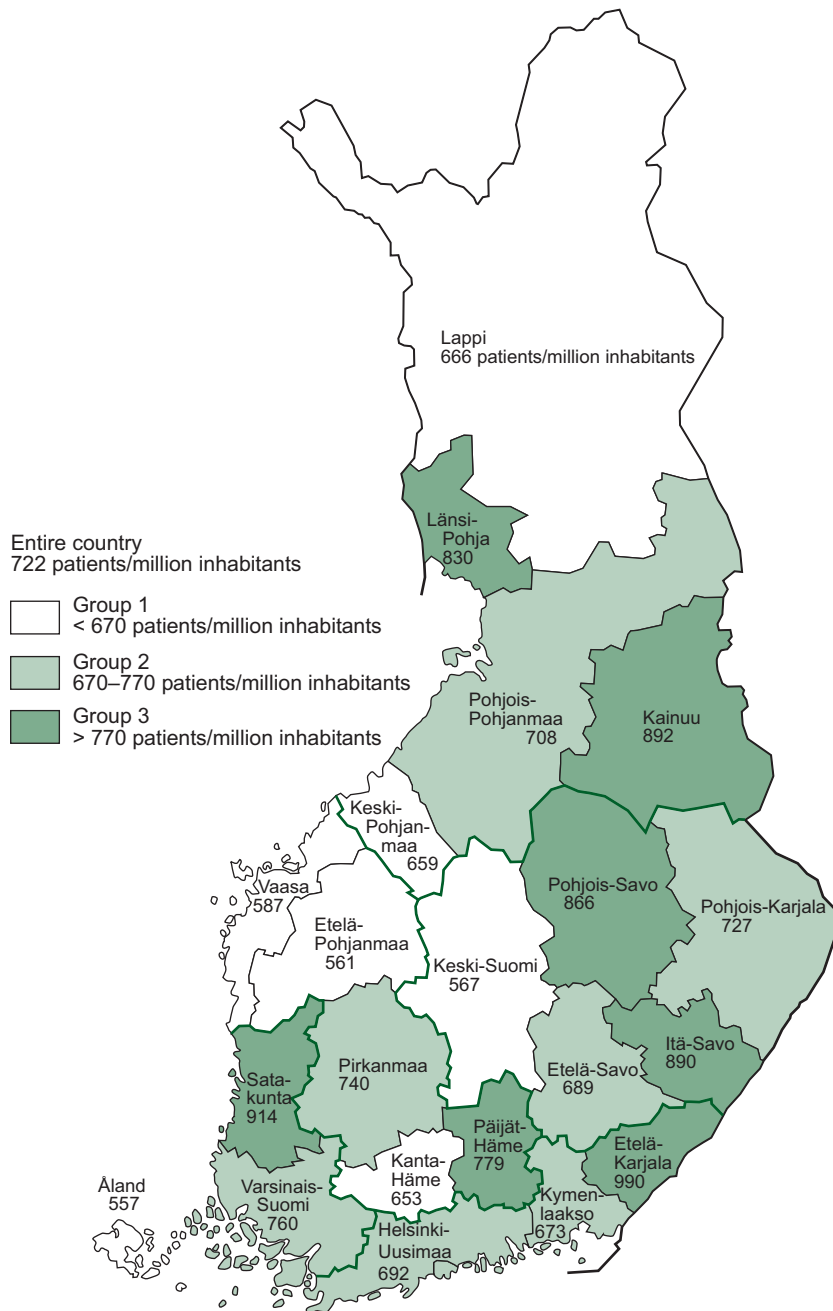 Lappi
666 patients/million inhabitants
Länsi-
Pohja
830
Entire country
722 patients/million inhabitants
Group 1
< 670 patients/million inhabitants
Group 2
670–770 patients/million inhabitants
Group 3
> 770 patients/million inhabitants
Pohjois-
Pohjanmaa
708
Kainuu
892
Keski-
Pohjan-
maa
659
Vaasa
587
Etelä-
Pohjanmaa
561
Keski-Suomi
567
Pohjois-Savo
866
Pohjois-Karjala
727
Sata-
kunta
914
Pirkanmaa
740
Etelä-Savo
689
Itä-Savo
890
Päijät-
Häme
779
Etelä-
Karjala
990
Kanta-
Häme
653
Åland
557
Varsinais-
Suomi
760
Helsinki-
Uusimaa
692
Kymen-
laakso
673